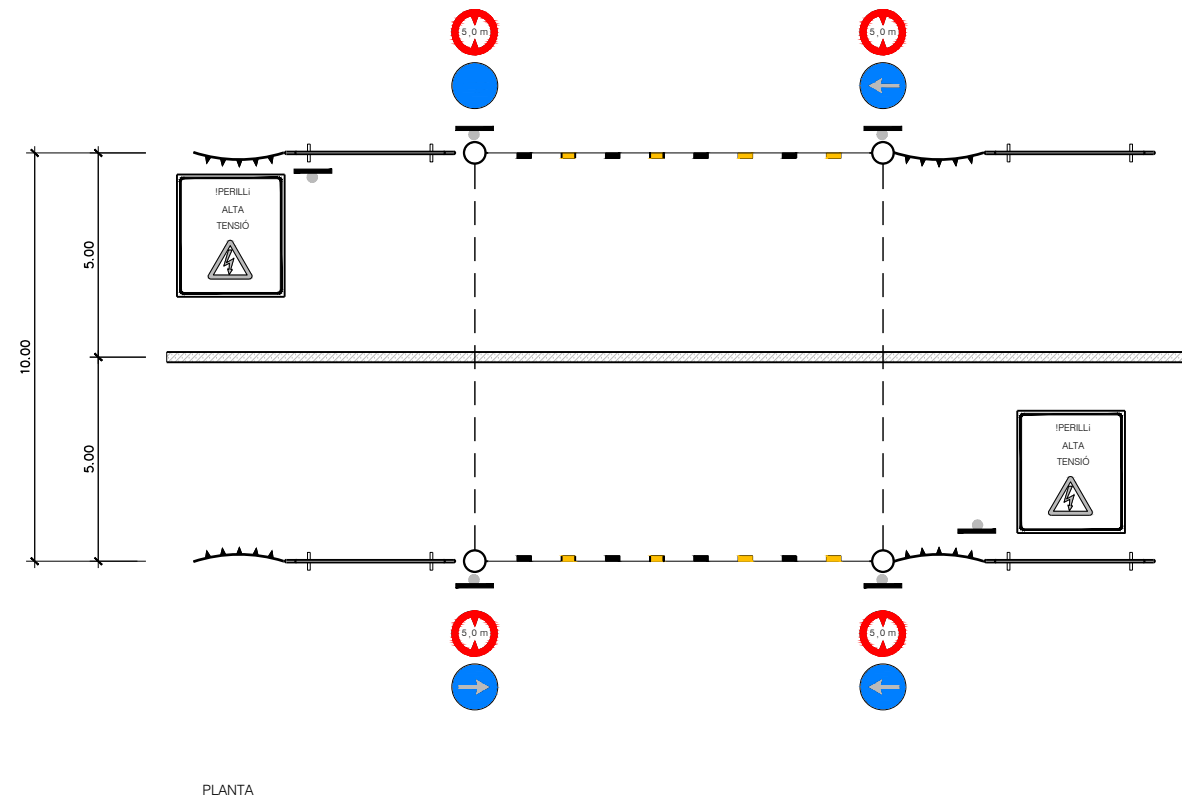 5,0 m
5,0 m
!PERILL¡
ALTA
TENSIÓ
5.00
10.00
5.00
!PERILL¡
ALTA
TENSIÓ
5,0 m
5,0 m
PLANTA